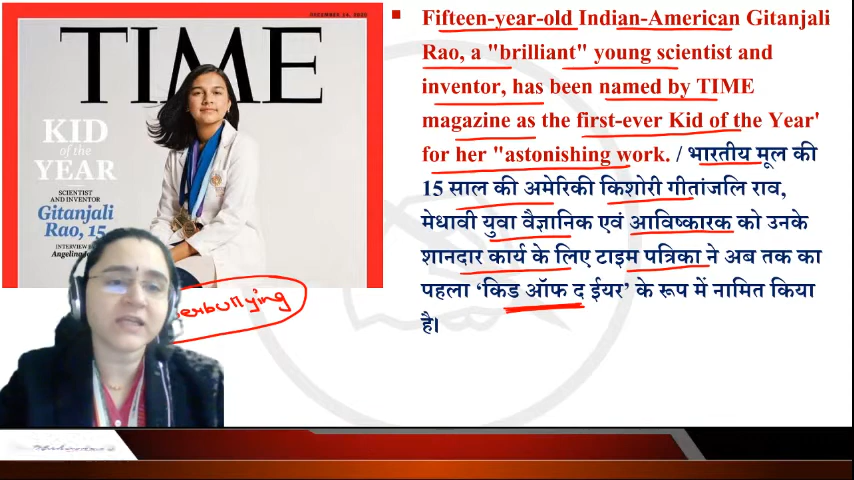 DECEMBER 14, 2020
TIME
KID
of the
YEAR
SCIENTIST
AND INVENTOR
Gitanjali
Rao, 15
INTERVIEW BY
Angelina
erbullying
Fifteen-year-old Indian-American Gitanjali
Rao, a "brilliant" young scientist and
inventor, has been named by TIME
magazine as the first-ever Kid of the Year'
for her "astonishing work. / भारतीय मूल की
15 साल की अमेरिकी किशोरी गीतांजलि राव,
मेधावी युवा वैज्ञानिक एवं आविष्कारक को उनके
शानदार कार्य के लिए टाइम पत्रिका ने अब तक का
पहला ‘किड ऑफ द ईयर’ के रूप में नामित किया
है।